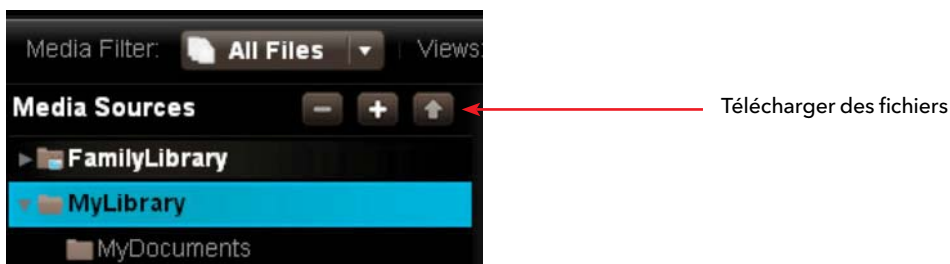 Media Filter: All Files Views:
Media Sources Télécharger des fichiers
FamilyLibrary
MyLibrary
MyDocuments